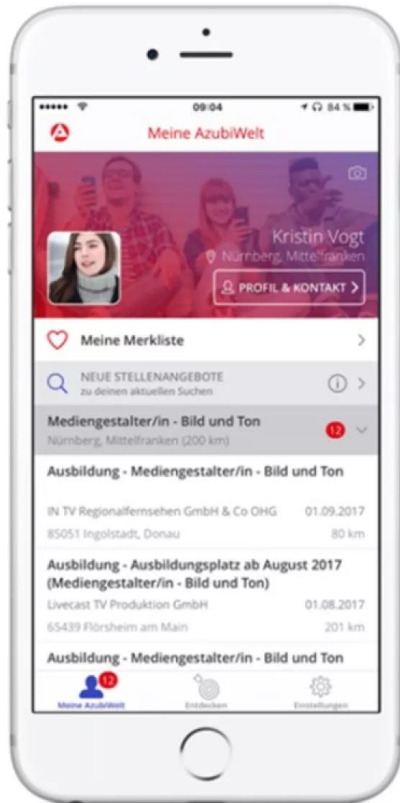 09:04
84 %
Meine AzubiWelt
Kristin Vogt
Nürnberg, Mittelfranken
PROFIL & KONTAKT
Meine Merkliste
NEUE STELLENANGEBOTE
zu deinen aktuellen Suchen
Mediengestalter/in - Bild und Ton
12
Nürnberg, Mittelfranken (200 km)
Ausbildung - Mediengestalter/in - Bild und Ton
IN TV Regionalfernsehen GmbH & Co OHG 01.09.2017
85051 Ingolstadt, Donau 80 km
Ausbildung - Ausbildungsplatz ab August 2017
(Mediengestalter/in - Bild und Ton)
Livecast TV Produktion GmbH 01.08.2017
65439 Flörsheim am Main 201 km
Ausbildung - Mediengestalter/in - Bild und Ton
12
Meine AzubiWelt Entdecken Einstellungen